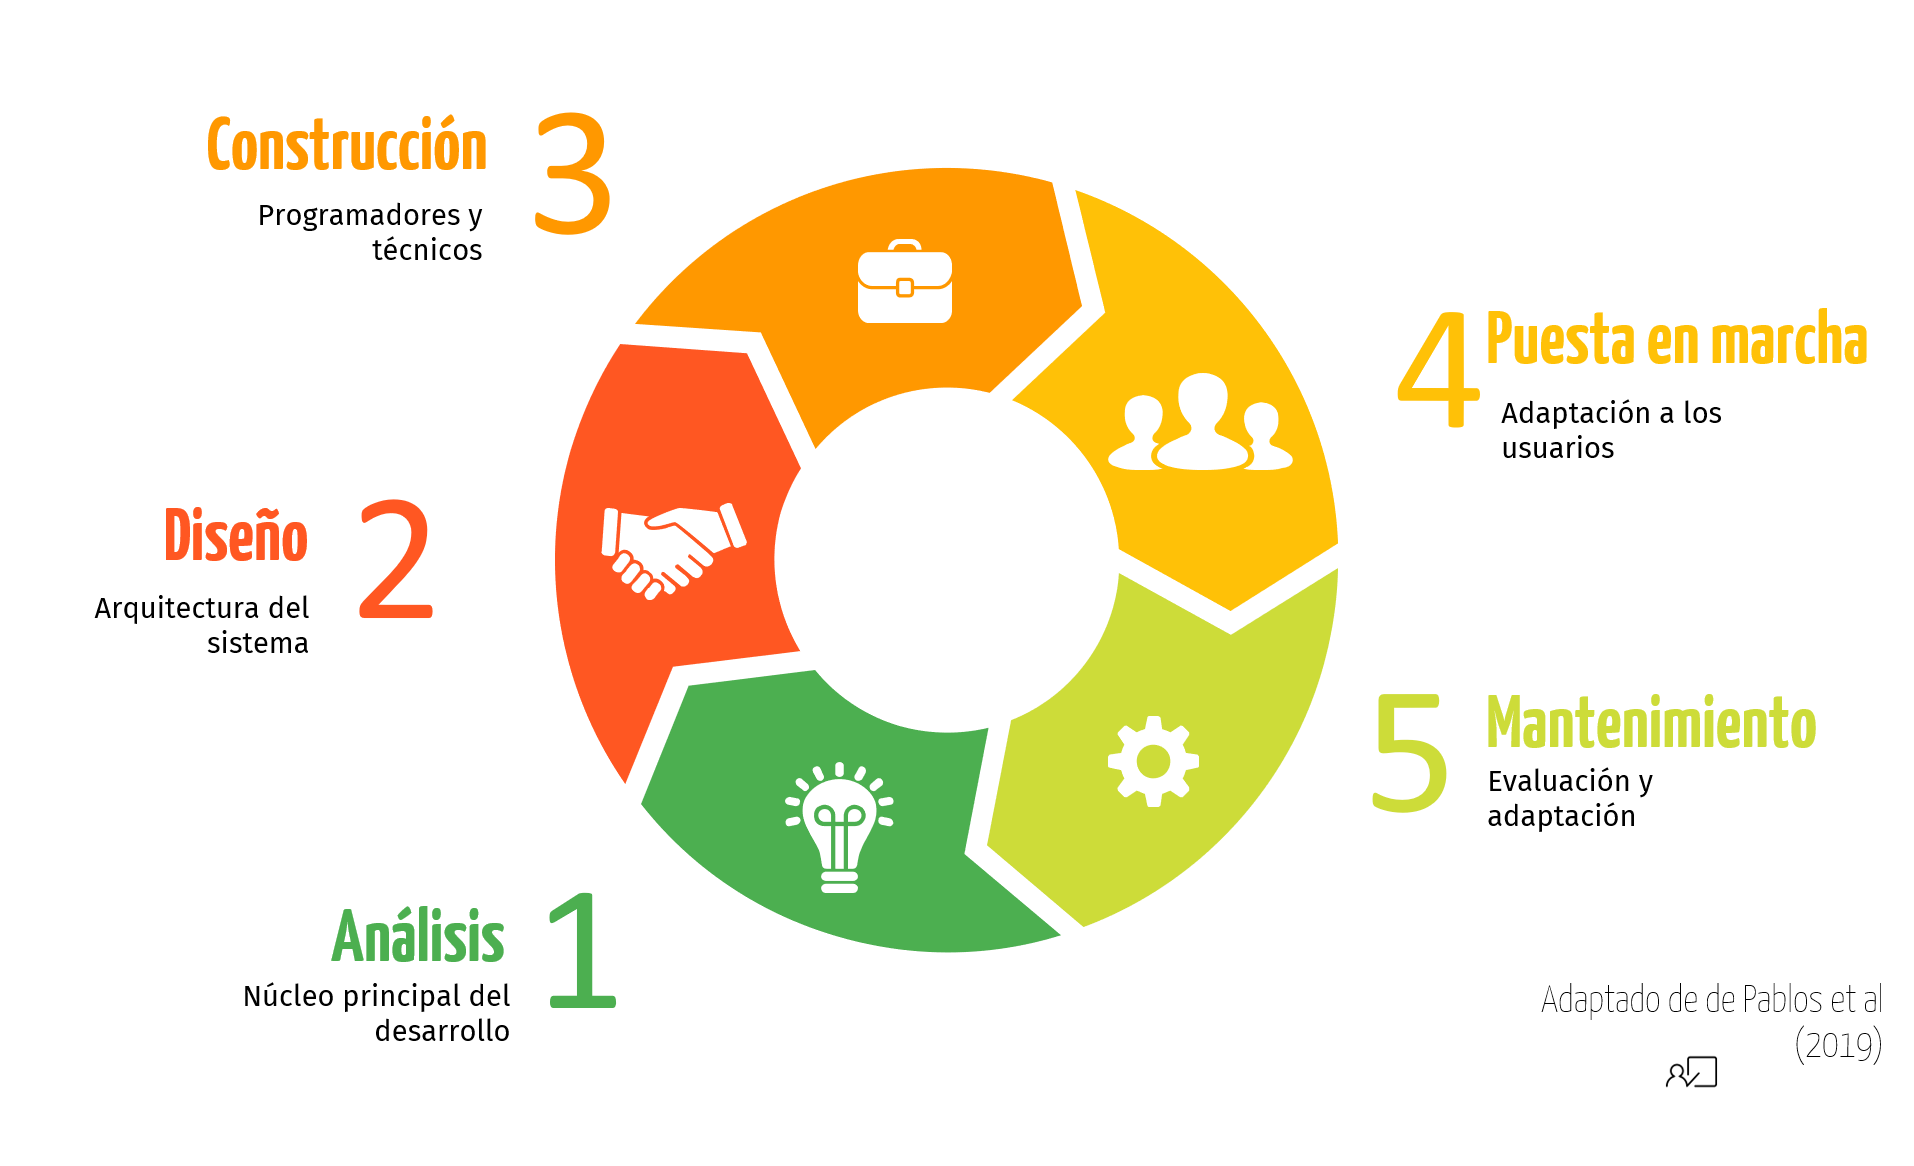 Construcción
3
Programadores y
técnicos
4
Puesta en marcha
Adaptación a los
usuarios
Diseño
2
Arquitectura del
sistema
5
Mantenimiento
Evaluación y
adaptación
Análisis
1
Núcleo principal del
desarrollo
Adaptado de de Pablos et al
(2019)